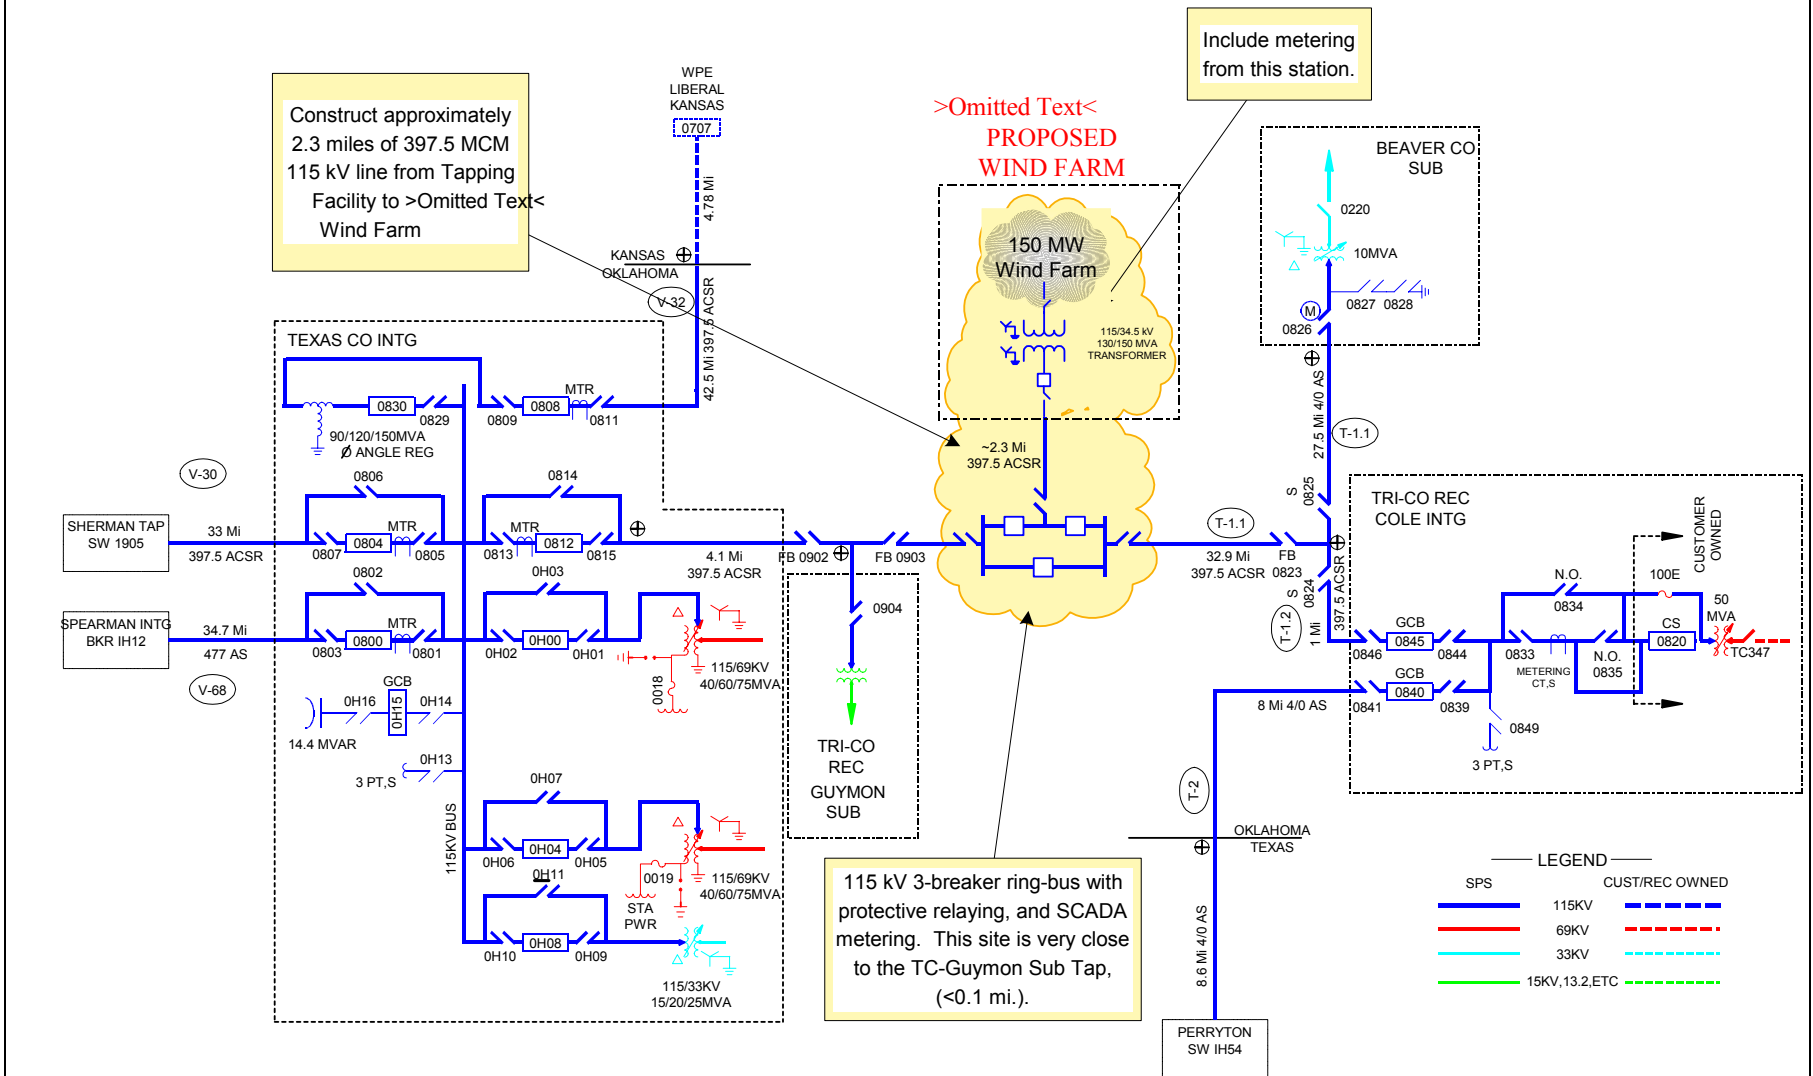 Construct approximately
2.3 miles of 397.5 MCM
115 kV line from Tapping
Facility to >Omitted Text<
Wind Farm
WPE
LIBERAL
KANSAS
0707
4.78 Mi
KANSAS
OKLAHOMA
V-32
42.5 Mi 397.5 ACSR
>Omitted Text<
PROPOSED
WIND FARM
150 MW
Wind Farm
115/34.5 kV
130/150 MVA
TRANSFORMER
Include metering
from this station.
BEAVER CO
SUB
0220
10MVA
0827 0828
M
0826
27.5 Mi 4/0 AS
T-1.1
S
0825
TEXAS CO INTG
0830
0829
90/120/150MVA
Ø ANGLE REG
MTR
0809
0808
0811
V-30
SHERMAN TAP
SW 1905
33 Mi
397.5 ACSR
0806
MTR
0807
0804
0805
0814
MTR
0813
0812
0815
4.1 Mi
397.5 ACSR
FB 0902
FB 0903
SPEARMAN INTG
BKR IH12
34.7 Mi
477 AS
V-68
0802
MTR
0803
0800
0801
0H03
0H02
0H00
0H01
115/69KV
40/60/75MVA
0018
GCB
0H16
0H15
0H14
14.4 MVAR
0H13
3 PT,S
115KV BUS
0H07
0H06
0H04
0H05
0019
115/69KV
40/60/75MVA
STA
PWR
0H11
0H10
0H08
0H09
115/33KV
15/20/25MVA
0904
TRI-CO
REC
GUYMON
SUB
~2.3 Mi
397.5 ACSR
T-1.1
32.9 Mi
397.5 ACSR
FB
0823
S
0824
T-1.2
1 Mi
397.5 ACSR
115 kV 3-breaker ring-bus with
protective relaying, and SCADA
metering. This site is very close
to the TC-Guymon Sub Tap,
(<0.1 mi.).
TRI-CO REC
COLE INTG
CUSTOMER
OWNED
N.O.
0834
100E
50
MVA
GCB
0846
0845
0844
0833
METERING
CT,S
N.O.
0835
CS
0820
TC347
GCB
8 Mi 4/0 AS
0841
0840
0839
0849
3 PT,S
T-2
OKLAHOMA
TEXAS
8.6 Mi 4/0 AS
PERRYTON
SW IH54
LEGEND
SPS
CUST/REC OWNED
115KV
69KV
33KV
15KV,13.2,ETC